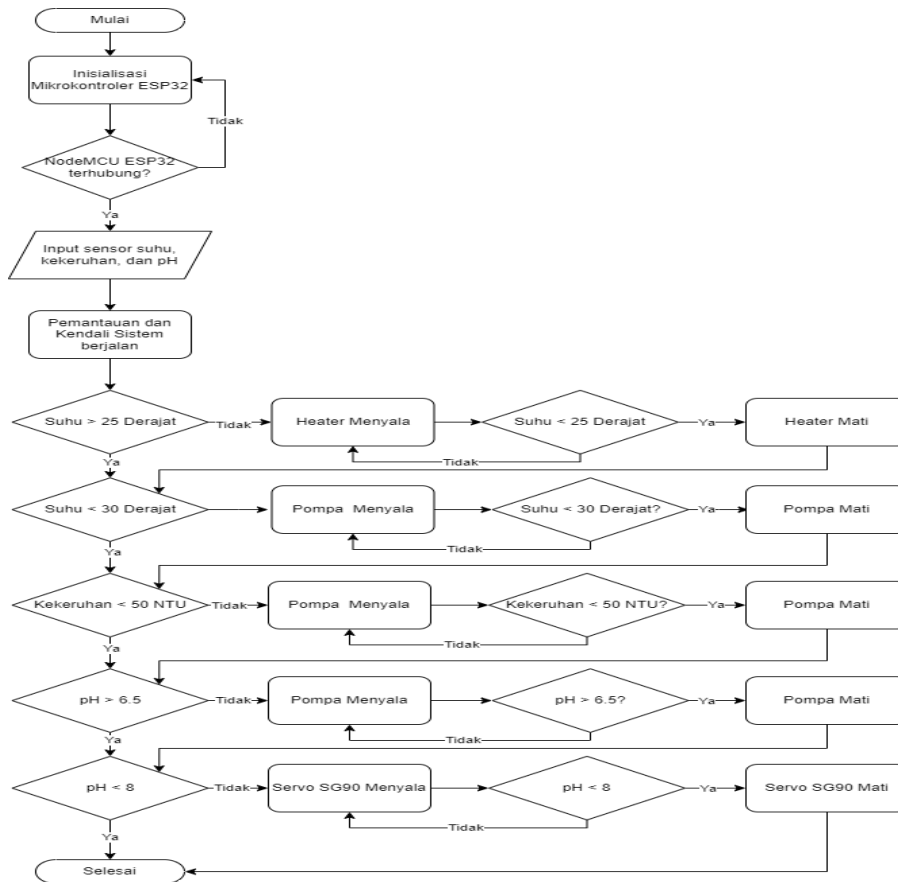 Mulai
Inisialisasi
Mikrokontroler ESP32
Tidak
NodeMCU ESP32
terhubung?
Ya
Input sensor suhu,
kekeruhan, dan pH
Pemantauan dan
Kendali Sistem
berjalan
Suhu > 25 Derajat
Tidak
Heater Menyala
Suhu < 25 Derajat
Ya
Heater Mati
Tidak
Ya
Suhu < 30 Derajat
Pompa Menyala
Suhu < 30 Derajat?
Ya
Pompa Mati
Tidak
Ya
Kekeruhan < 50 NTU
Tidak
Pompa Menyala
Kekeruhan < 50 NTU?
Ya
Pompa Mati
Tidak
Ya
pH > 6.5
Tidak
Pompa Menyala
pH > 6.5?
Ya
Pompa Mati
Tidak
Ya
pH < 8
Tidak
Servo SG90 Menyala
pH < 8
Ya
Servo SG90 Mati
Tidak
Ya
Selesai